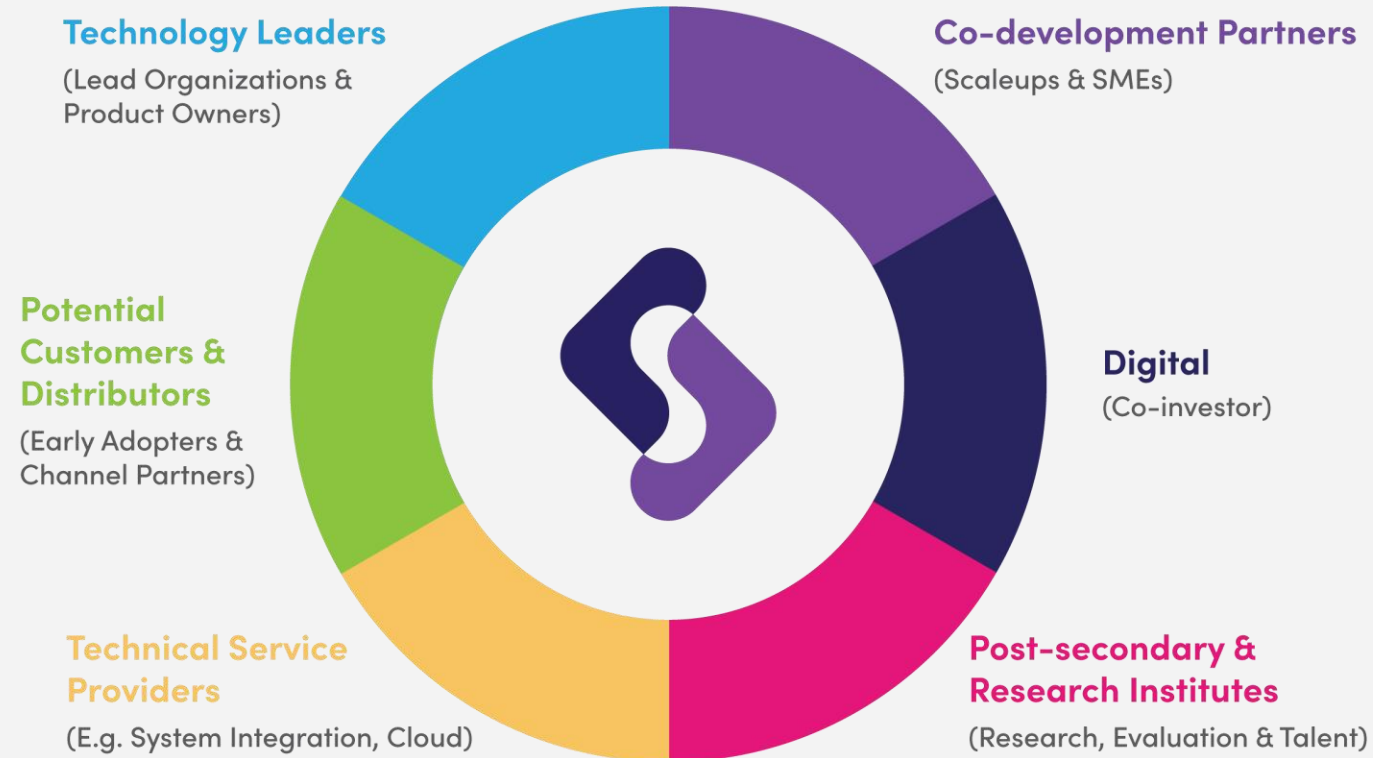 Technology Leaders
(Lead Organizations &
Product Owners)
Co-development Partners
(Scaleups & SMEs)
Potential
Customers &
Distributors
(Early Adopters &
Channel Partners)
Digital
(Co-investor)
Technical Service
Providers
(E.g. System Integration, Cloud)
Post-secondary &
Research Institutes
(Research, Evaluation & Talent)